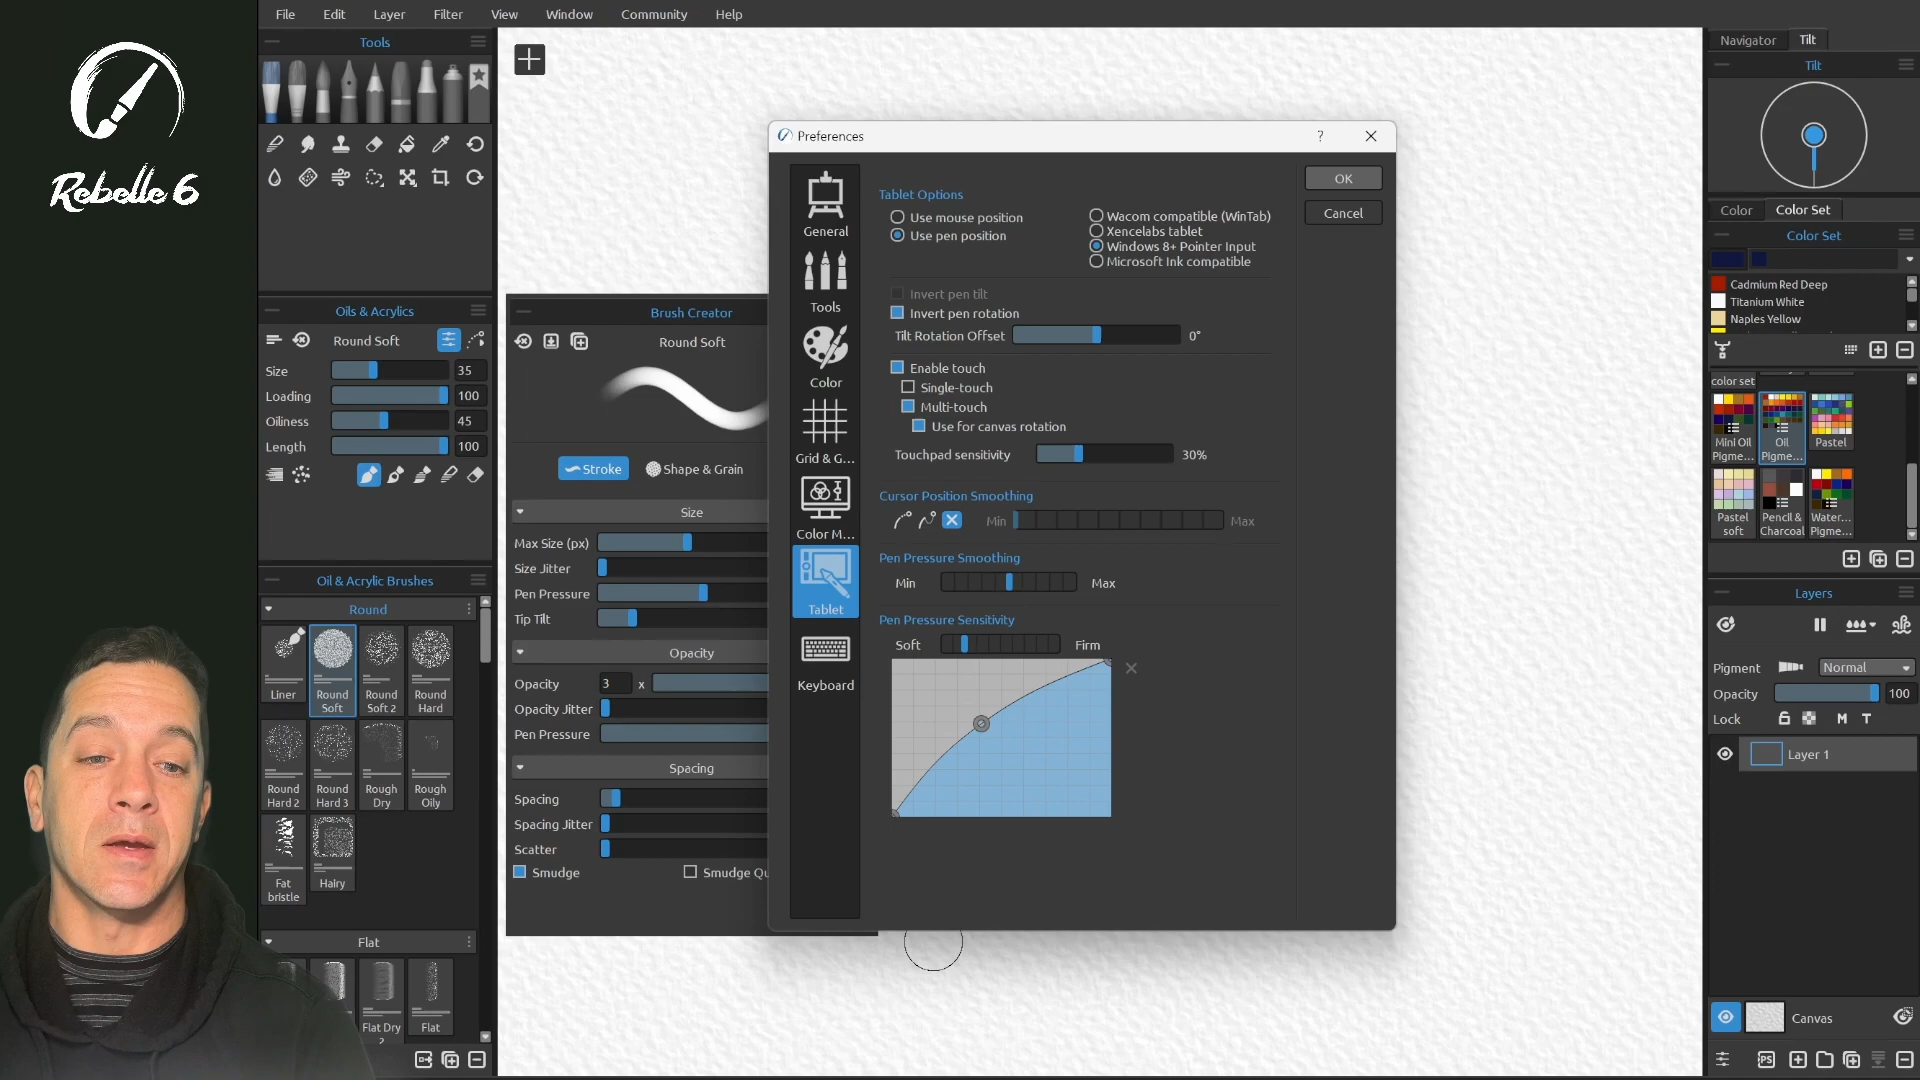 File Edit Layer Filter View Window Community Help
Rebelle 6
Tools
Oils & Acrylics
Round Soft
Size 35
Loading 100
Oiliness 45
Length 100
Oil & Acrylic Brushes
Round
Liner
Round Soft
Round Soft 2
Round Hard
Round Hard 2
Round Hard 3
Rough Dry
Rough Oily
Fat bristle
Hairy
Flat
Flat Dry 2
Flat
Brush Creator
Round Soft
Stroke
Shape & Grain
Size
Max Size (px)
Size Jitter
Pen Pressure
Tip Tilt
Opacity
Opacity 3 x
Opacity Jitter
Pen Pressure
Spacing
Spacing
Spacing Jitter
Scatter
Smudge
Smudge Qu
Preferences
?
General
Tools
Color
Grid & G...
Color M...
Tablet
Keyboard
OK
Cancel
Tablet Options
Use mouse position
Use pen position
Wacom compatible (WinTab)
Xencelabs tablet
Windows 8+ Pointer Input
Microsoft Ink compatible
Invert pen tilt
Invert pen rotation
Tilt Rotation Offset 0°
Enable touch
Single-touch
Multi-touch
Use for canvas rotation
Touchpad sensitivity 30%
Cursor Position Smoothing
Min Max
Pen Pressure Smoothing
Min Max
Pen Pressure Sensitivity
Soft Firm
Navigator Tilt
Tilt
Color Color Set
Color Set
Cadmium Red Deep
Titanium White
Naples Yellow
color set
Mini Oil Pigme...
Oil Pigme...
Pastel
Pastel soft
Pencil & Charcoal
Water... Pigme...
Layers
Pigment Normal
Opacity 100
Lock M T
Layer 1
Canvas
PS